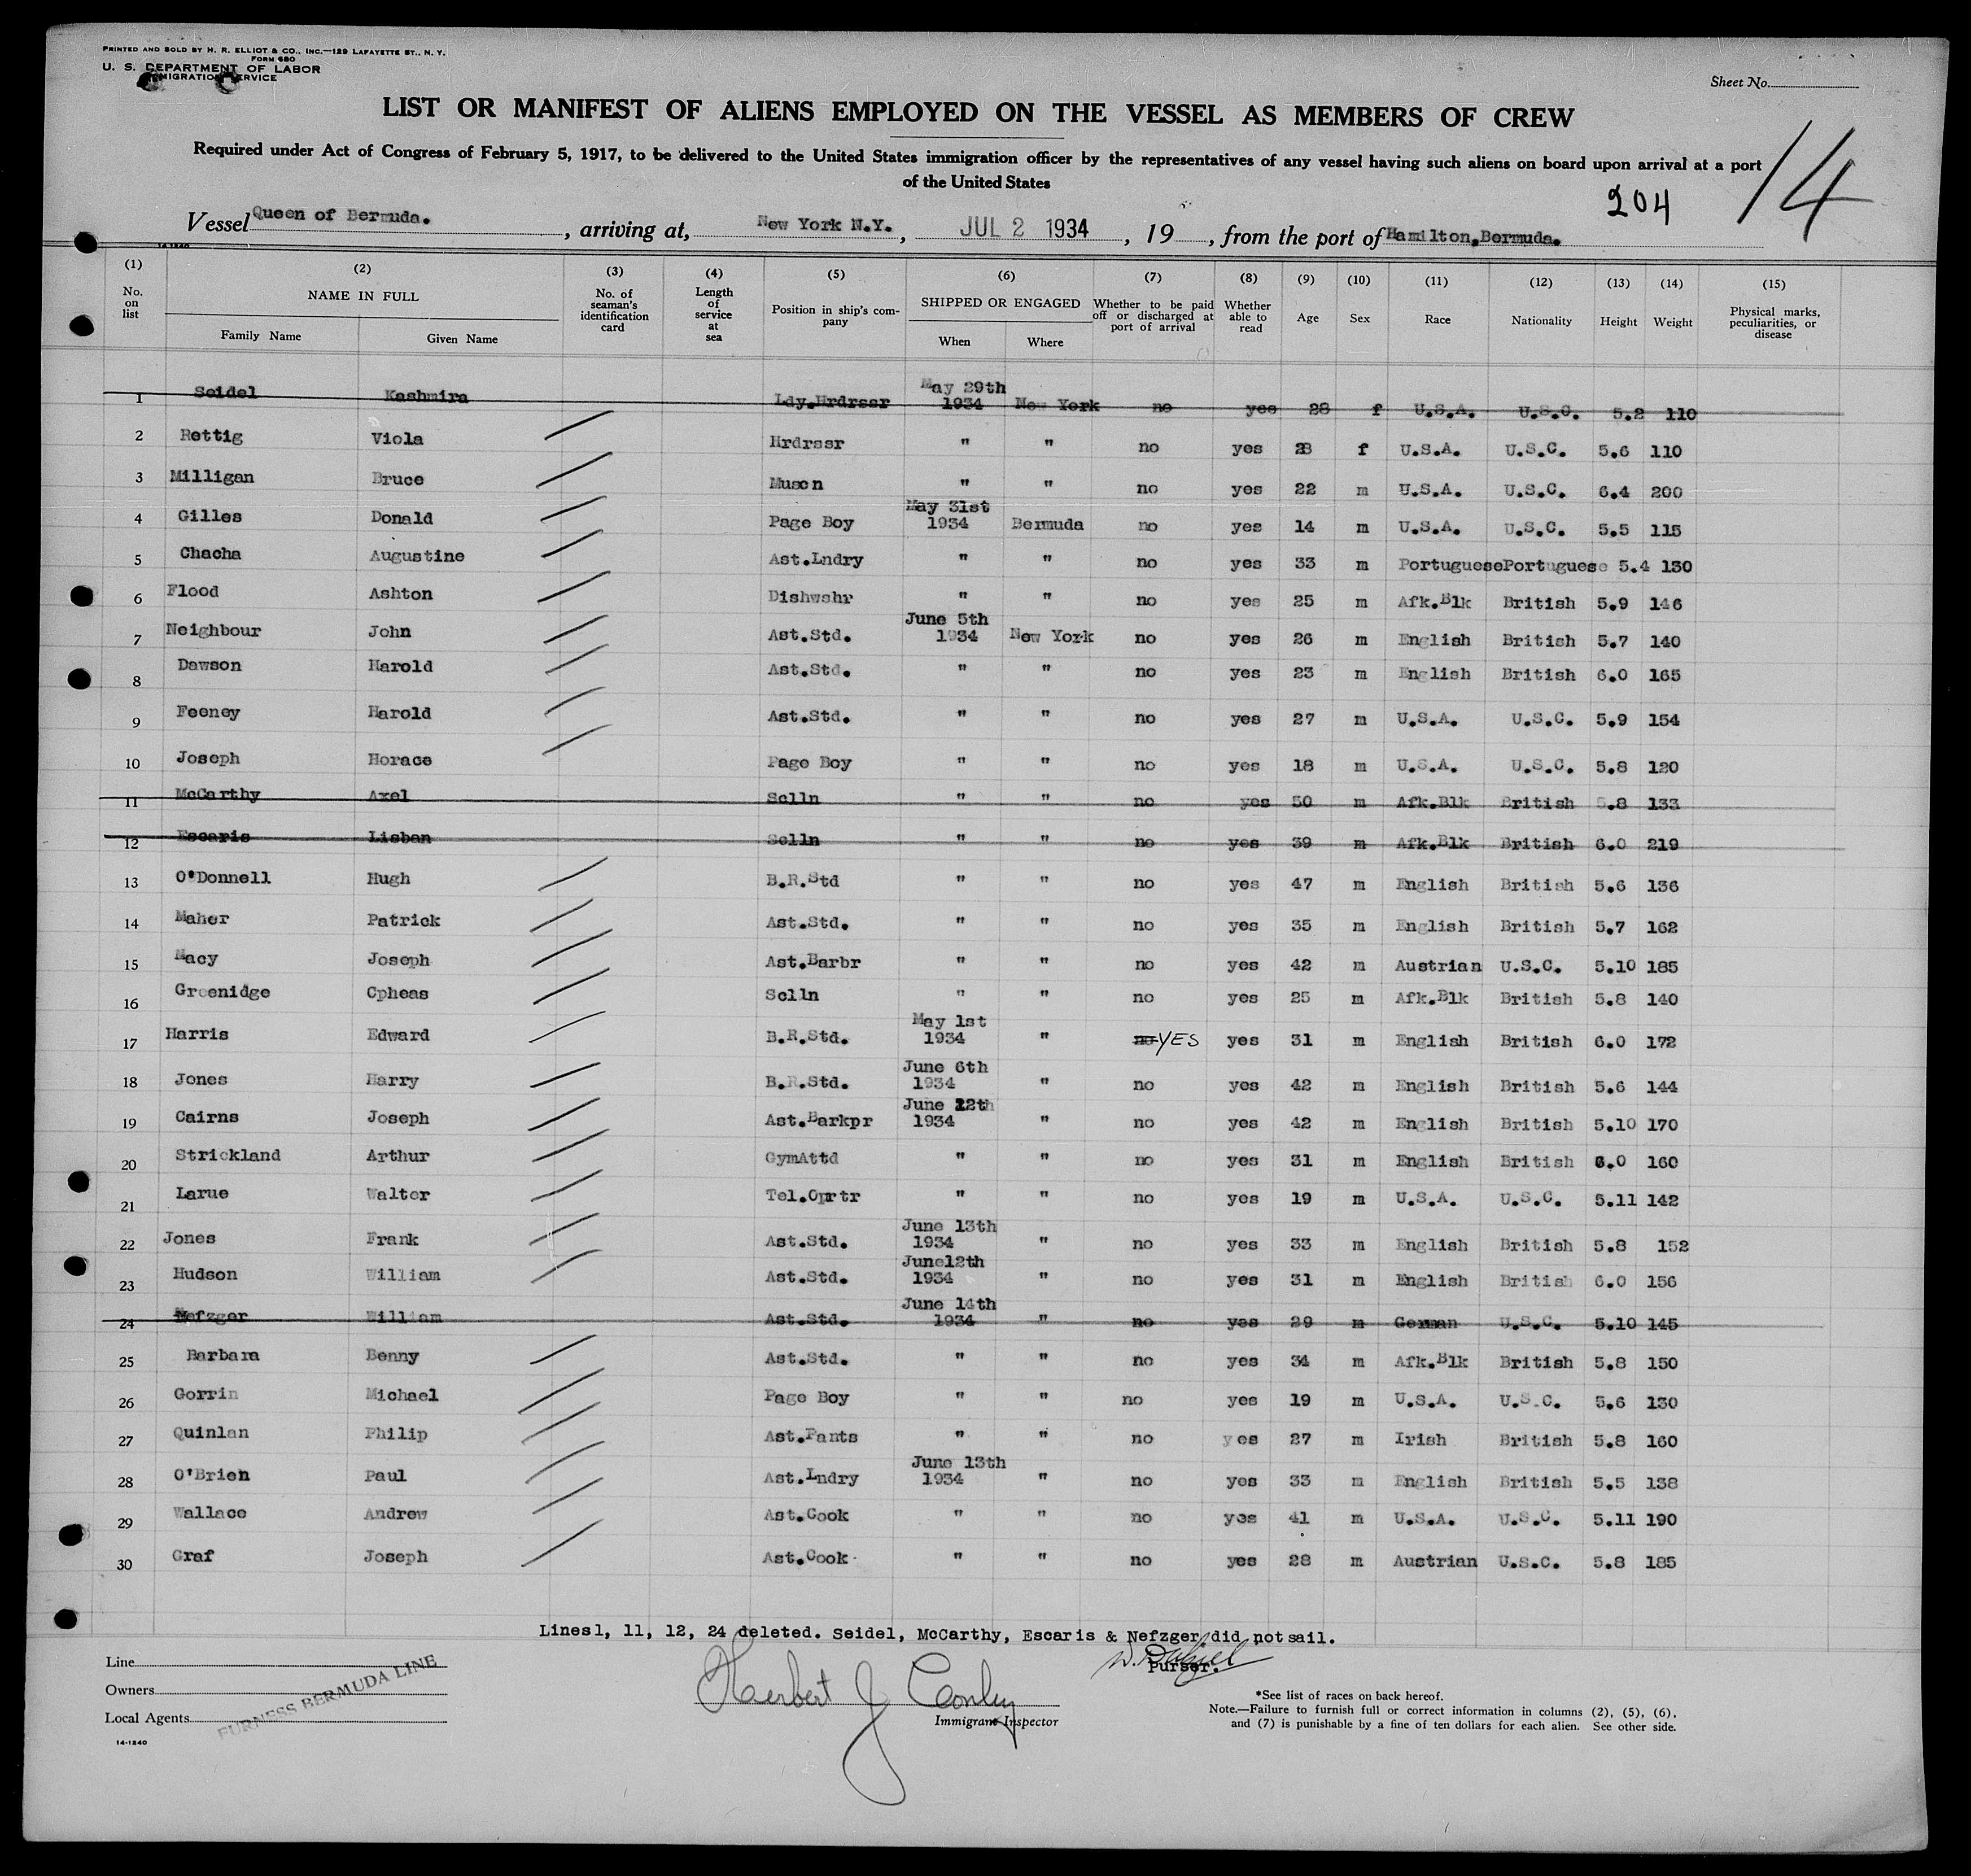 PRINTED AND SOLD BY H. R. ELLIOT & CO., INC.—129 LAFAYETTE ST., N. Y.
FORM 680
U. S. DEPARTMENT OF LABOR
IMMIGRATION SERVICE
Sheet No.
LIST OR MANIFEST OF ALIENS EMPLOYED ON THE VESSEL AS MEMBERS OF CREW
Required under Act of Congress of February 5, 1917, to be delivered to the United States immigration officer by the representatives of any vessel having such aliens on board upon arrival at a port
of the United States
204 14
Vessel Queen of Bermuda. , arriving at, New York N.Y. , JUL 2 1934 , 19 , from the port of Hamilton,Bermuda.
14-1240
(1) (2) (3) (4) (5) (6) (7) (8) (9) (10) (11) (12) (13) (14) (15)
No. on list NAME IN FULL Family Name Given Name No. of seaman's identification card Length of service at sea Position in ship's company SHIPPED OR ENGAGED When Where Whether to be paid off or discharged at port of arrival Whether able to read Age Sex Race Nationality Height Weight Physical marks, peculiarities, or disease
1 Seidel Kashmira Ldy.Hrdrssr May 29th 1934 New York no yes 28 f U.S.A. U.S.C. 5.2 110
2 Rettig Viola Hrdrssr " " no yes f U.S.A. U.S.C. 5.6 110
3 Milligan Bruce Muscn " " no yes 22 m U.S.A. U.S.C. 6.4 200
4 Gilles Donald Page Boy May 31st 1934 Bermuda no yes 14 m U.S.A. U.S.C. 5.5 115
5 Chacha Augustine Ast.Lndry " " no yes 33 m Portuguese Portuguese 5.4 130
6 Flood Ashton Dishwshr " " no yes 25 m Afk.Blk British 5.9 146
7 Neighbour John Ast.Std. June 5th 1934 New York no yes 26 m English British 5.7 140
8 Dawson Harold Ast.Std. " " no yes 23 m English British 6.0 165
9 Feeney Harold Ast.Std. " " no yes 27 m U.S.A. U.S.C. 5.9 154
10 Joseph Horace Page Boy " " no yes 18 m U.S.A. U.S.C. 5.8 120
11 McCarthy Axel Sclln " " no yes 50 m Afk.Blk British 5.8 133
12 Escaris Lisban Sclln " " no yes 39 m Afk.Blk British 6.0 219
13 O'Donnell Hugh B.R.Std " " no yes 47 m English British 5.6 136
14 Maher Patrick Ast.Std. " " no yes 35 m English British 5.7 162
15 Macy Joseph Ast.Barbr " " no yes 42 m Austrian U.S.C. 5.10 185
16 Greenidge Cpheas Sclln " " no yes 25 m Afk.Blk British 5.8 140
17 Harris Edward B.R.Std. May 1st 1934 " no YES yes 31 m English British 6.0 172
18 Jones Harry B.R.Std. June 6th 1934 " no yes 42 m English British 5.6 144
19 Cairns Joseph Ast.Barkpr June 12th 1934 " no yes 42 m English British 5.10 170
20 Strickland Arthur GymAttd " " no yes 31 m English British 6.0 160
21 Larue Walter Tel.Oprtr " " no yes 19 m U.S.A. U.S.C. 5.11 142
22 Jones Frank Ast.Std. June 13th 1934 " no yes 33 m English British 5.8 152
23 Hudson William Ast.Std. June12th 1934 " no yes 31 m English British 6.0 156
24 Nefzger William Ast.Std. June 14th 1934 " no yes 29 m German U.S.C. 5.10 145
25 Barbara Benny Ast.Std. " " no yes 34 m Afk.Blk British 5.8 150
26 Gorrin Michael Page Boy " " no yes 19 m U.S.A. U.S.C. 5.6 130
27 Quinlan Philip Ast.Pants " " no yes 27 m Irish British 5.8 160
28 O'Brien Paul Ast.Lndry June 13th 1934 " no yes 33 m English British 5.5 138
29 Wallace Andrew Ast.Cook " " no yes 41 m U.S.A. U.S.C. 5.11 190
30 Graf Joseph Ast.Cook " " no yes 28 m Austrian U.S.C. 5.8 185
Lines1, 11, 12, 24 deleted. Seidel, McCarthy, Escaris & Nefzger did not sail.
Purser.
Line
Owners
Local Agents
FURNESS BERMUDA LINE
14-1240
Herbert J Conley
Immigrant Inspector
*See list of races on back hereof.
Note.—Failure to furnish full or correct information in columns (2), (5), (6),
and (7) is punishable by a fine of ten dollars for each alien. See other side.